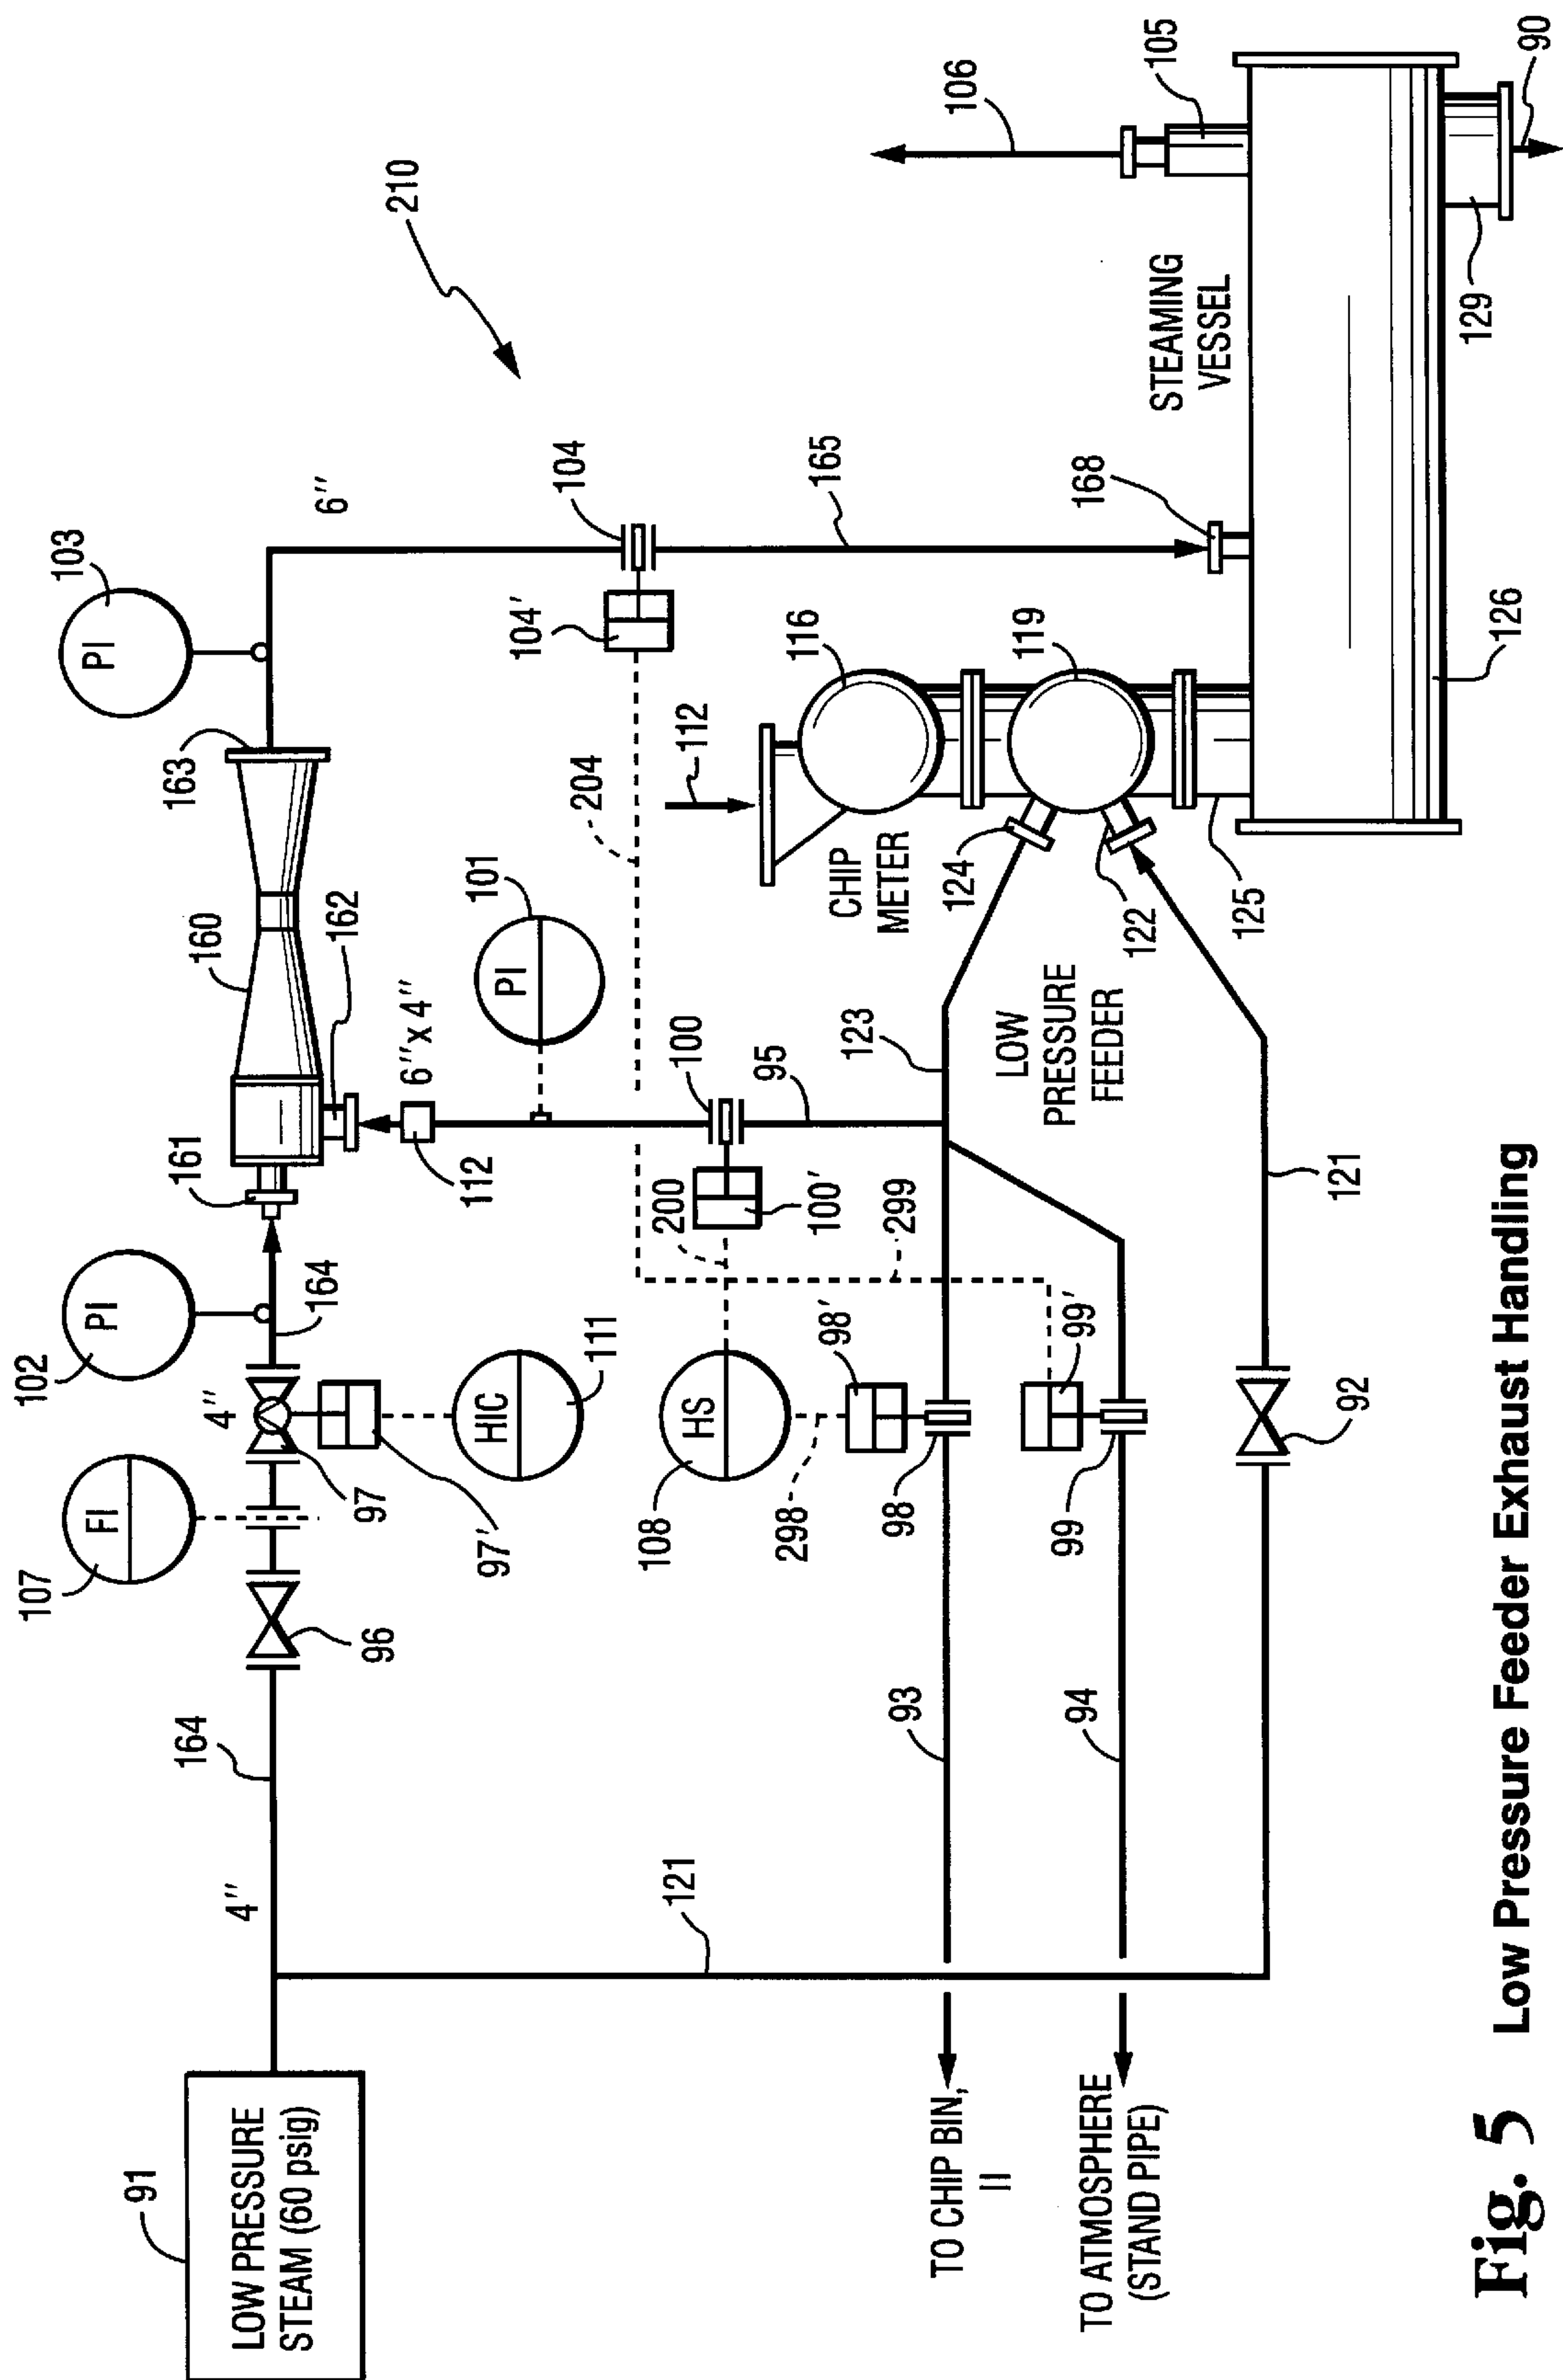 91
LOW PRESSURE
STEAM (60 psig)
4″
164
121
107
FI
96
97
97′
4″
102
PI
164
HIC
111
161
160
162
163
103
PI
6″
6″ x 4″
112
101
PI
210
204
104
104′
165
168
106
105
90
129
126
STEAMING
VESSEL
112
116
119
CHIP
METER
124
122
125
LOW
PRESSURE
FEEDER
123
95
100
100′
200
299
HS
108
298
98′
98
99′
99
93
94
92
121
TO CHIP BIN,
11
TO ATMOSPHERE
(STAND PIPE)
Fig. 5 Low Pressure Feeder Exhaust Handling